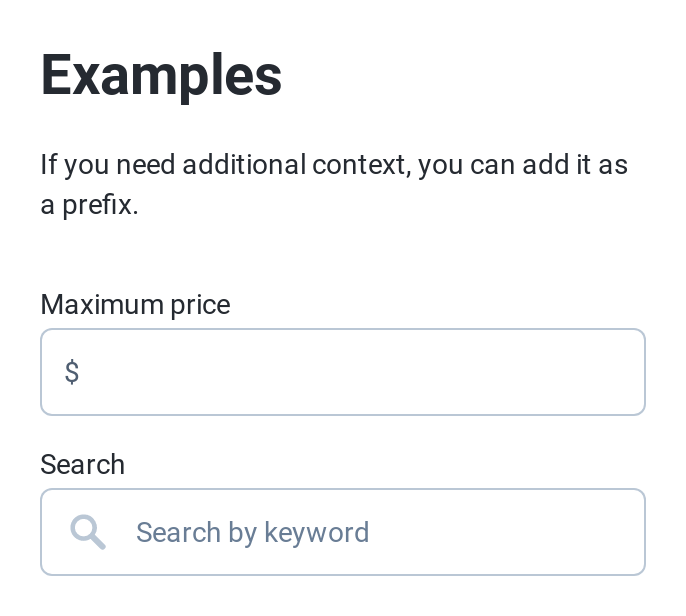 Examples
If you need additional context, you can add it as
a prefix.
Maximum price
$
Search
Search by keyword